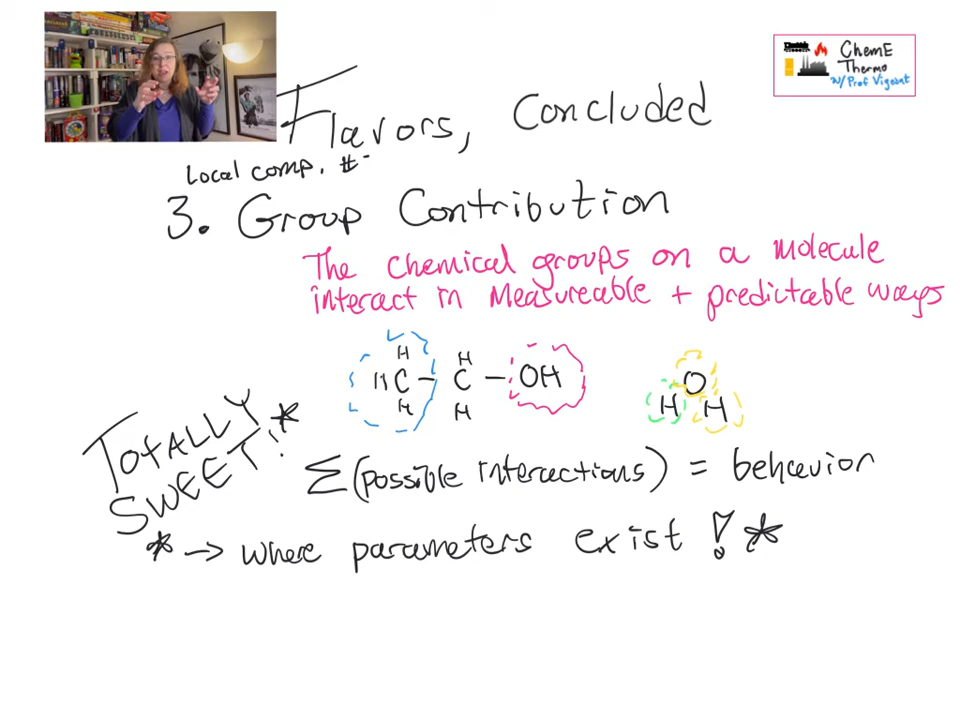 ChemE
Thermo
w/ Prof Vigeant
Flavors, Concluded
Local comp. #
3. Group Contribution
The chemical groups on a molecule
interact in Measureable + predictable ways
H
HC - C - OH
H H
H
O
H H
TOTALLY
SWEET!*
Σ(possible interactions) = behavior
* → where parameters exist! *